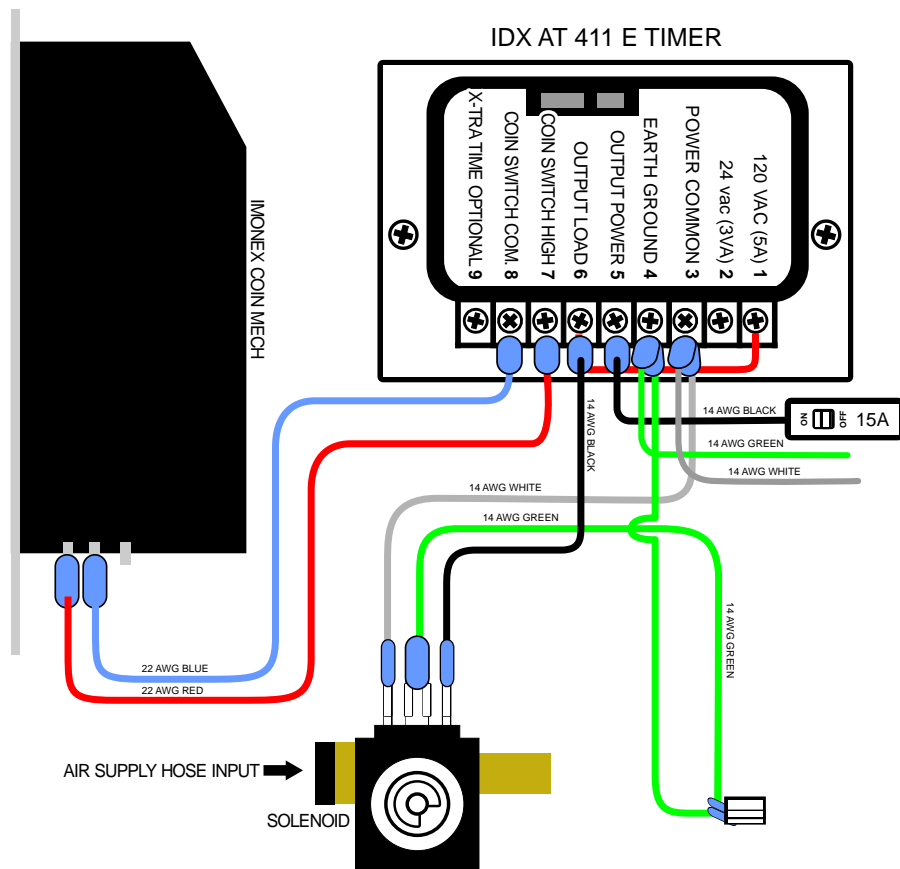 IDX AT 411 E TIMER
X-TRA TIME OPTIONAL 9
COIN SWITCH COM. 8
COIN SWITCH HIGH 7
OUTPUT LOAD 6
OUTPUT POWER 5
EARTH GROUND 4
POWER COMMON 3
24 vac (3VA) 2
120 VAC (5A) 1
IMONEX COIN MECH
14 AWG BLACK
14 AWG BLACK
ON
OFF
15A
14 AWG GREEN
14 AWG WHITE
14 AWG WHITE
14 AWG GREEN
14 AWG GREEN
22 AWG BLUE
22 AWG RED
AIR SUPPLY HOSE INPUT
SOLENOID